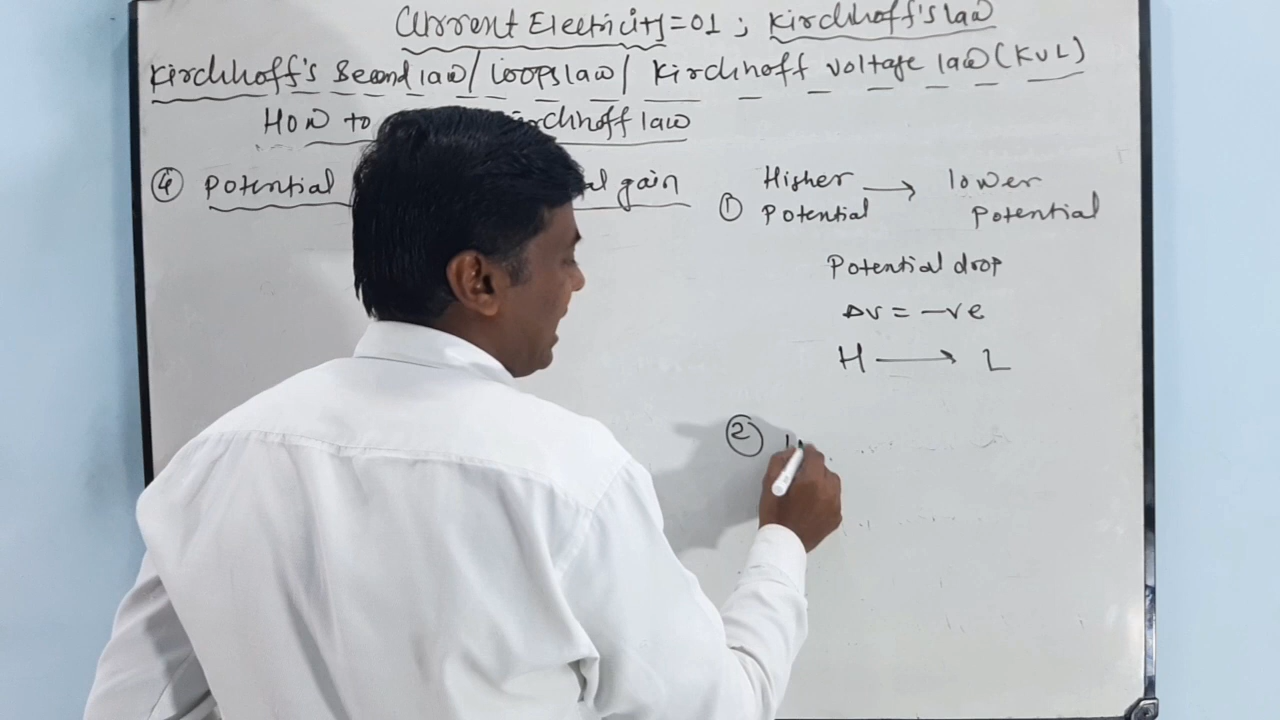 Current Electricity=01; Kirchhoff's law
Kirchhoff's Second law/ Loops law/ Kirchhoff voltage law (KVL)
How to rchhoff law
④ Potential al gain
① Higher Potential → lower Potential
Potential drop
ΔV = -ve
H → L
②